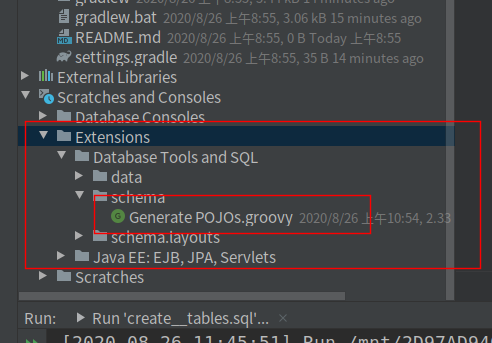 gradlew 2020/8/26 上午8:55, 5.77 kB 14 minutes ago
gradlew.bat 2020/8/26 上午8:55, 3.06 kB 15 minutes ago
README.md 2020/8/26 上午8:55, 0 B Today 上午8:55
settings.gradle 2020/8/26 上午8:55, 35 B 14 minutes ago
External Libraries
Scratches and Consoles
Database Consoles
Extensions
Database Tools and SQL
data
schema
Generate POJOs.groovy 2020/8/26 上午10:54, 2.33
schema.layouts
Java EE: EJB, JPA, Servlets
Scratches
Run: Run 'create__tables.sql'... ×
[2020-08-26 11:45:51] Run /mnt/2D97AD94